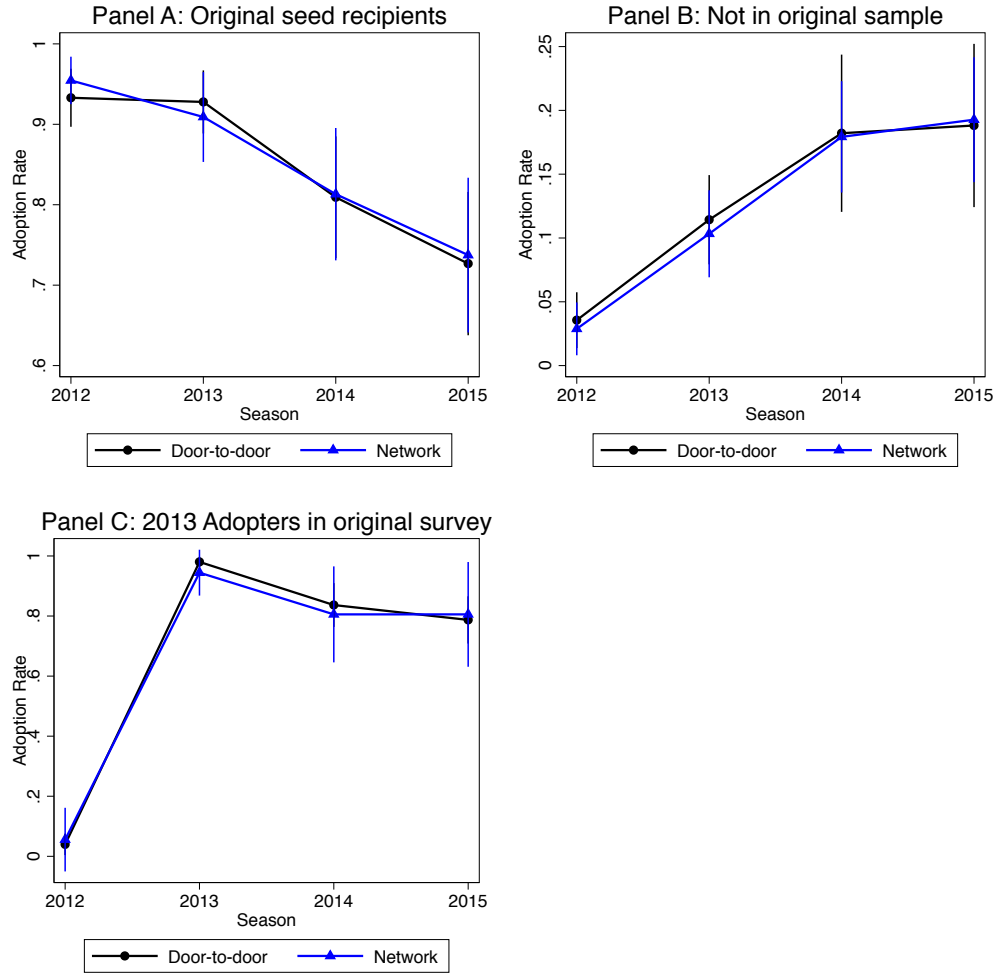 Panel A: Original seed recipients
Adoption Rate
1
.9
.8
.7
.6
2012 2013 2014 2015
Season
Door-to-door Network
Panel B: Not in original sample
Adoption Rate
.25
.2
.15
.1
.05
0
2012 2013 2014 2015
Season
Door-to-door Network
Panel C: 2013 Adopters in original survey
Adoption Rate
1
.8
.6
.4
.2
0
2012 2013 2014 2015
Season
Door-to-door Network